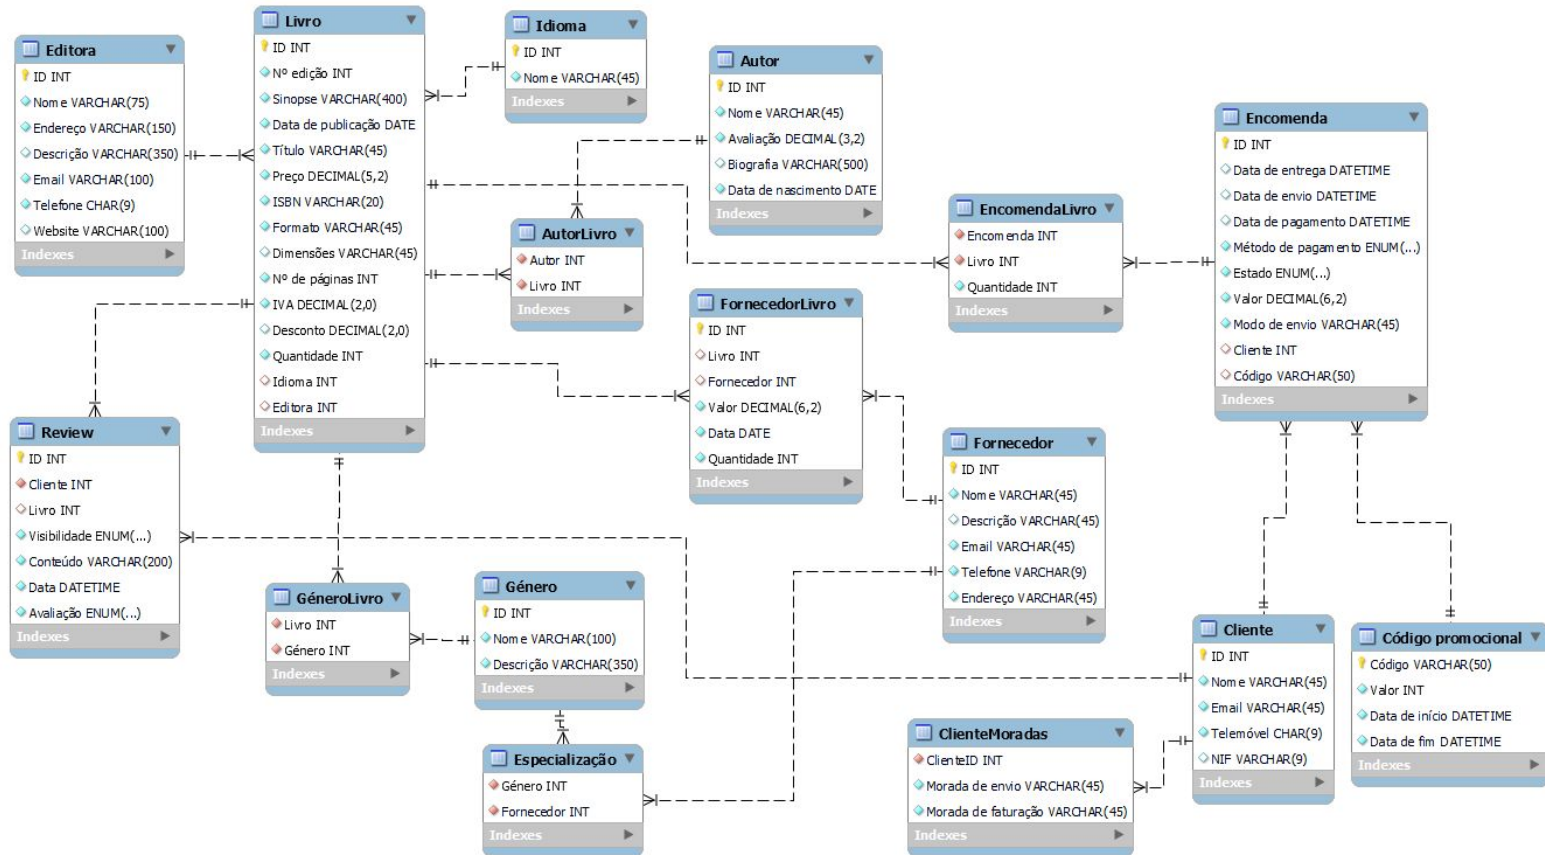 Editora
ID INT
Nome VARCHAR(75)
Endereço VARCHAR(150)
Descrição VARCHAR(350)
Email VARCHAR(100)
Telefone CHAR(9)
Website VARCHAR(100)
Indexes
Livro
ID INT
Nº edição INT
Sinopse VARCHAR(400)
Data de publicação DATE
Título VARCHAR(45)
Preço DECIMAL(5,2)
ISBN VARCHAR(20)
Formato VARCHAR(45)
Dimensões VARCHAR(45)
Nº de páginas INT
IVA DECIMAL(2,0)
Desconto DECIMAL(2,0)
Quantidade INT
Idioma INT
Editora INT
Indexes
Idioma
ID INT
Nome VARCHAR(45)
Indexes
Autor
ID INT
Nome VARCHAR(45)
Avaliação DECIMAL(3,2)
Biografia VARCHAR(500)
Data de nascimento DATE
Indexes
AutorLivro
Autor INT
Livro INT
Indexes
EncomendaLivro
Encomenda INT
Livro INT
Quantidade INT
Indexes
Encomenda
ID INT
Data de entrega DATETIME
Data de envio DATETIME
Data de pagamento DATETIME
Método de pagamento ENUM(...)
Estado ENUM(...)
Valor DECIMAL(6,2)
Modo de envio VARCHAR(45)
Cliente INT
Código VARCHAR(50)
Indexes
FornecedorLivro
ID INT
Livro INT
Fornecedor INT
Valor DECIMAL(6,2)
Data DATE
Quantidade INT
Indexes
Review
ID INT
Cliente INT
Livro INT
Visibilidade ENUM(...)
Conteúdo VARCHAR(200)
Data DATETIME
Avaliação ENUM(...)
Indexes
Fornecedor
ID INT
Nome VARCHAR(45)
Descrição VARCHAR(45)
Email VARCHAR(45)
Telefone VARCHAR(9)
Endereço VARCHAR(45)
Indexes
GéneroLivro
Livro INT
Género INT
Indexes
Género
ID INT
Nome VARCHAR(100)
Descrição VARCHAR(350)
Indexes
Especialização
Género INT
Fornecedor INT
Indexes
ClienteMoradas
ClienteID INT
Morada de envio VARCHAR(45)
Morada de faturação VARCHAR(45)
Indexes
Cliente
ID INT
Nome VARCHAR(45)
Email VARCHAR(45)
Telemóvel CHAR(9)
NIF VARCHAR(9)
Indexes
Código promocional
Código VARCHAR(50)
Valor INT
Data de início DATETIME
Data de fim DATETIME
Indexes